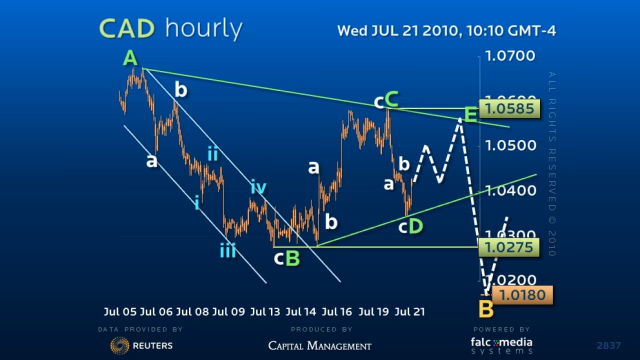 CAD hourly
Wed JUL 21 2010, 10:10 GMT-4
A
b
a
ii
i
iii
iv
c B
a
b
c C
a
b
c D
E
B
1.0700
1.0585
1.0500
1.0400
1.0275
1.0200
1.0180
Jul 05 Jul 06 Jul 08 Jul 09 Jul 13 Jul 14 Jul 16 Jul 19 Jul 21
ALL RIGHTS RESERVED © 2010
DATA PROVIDED BY
REUTERS
PRODUCED BY
CAPITAL MANAGEMENT
POWERED BY
falc media
systems
2837